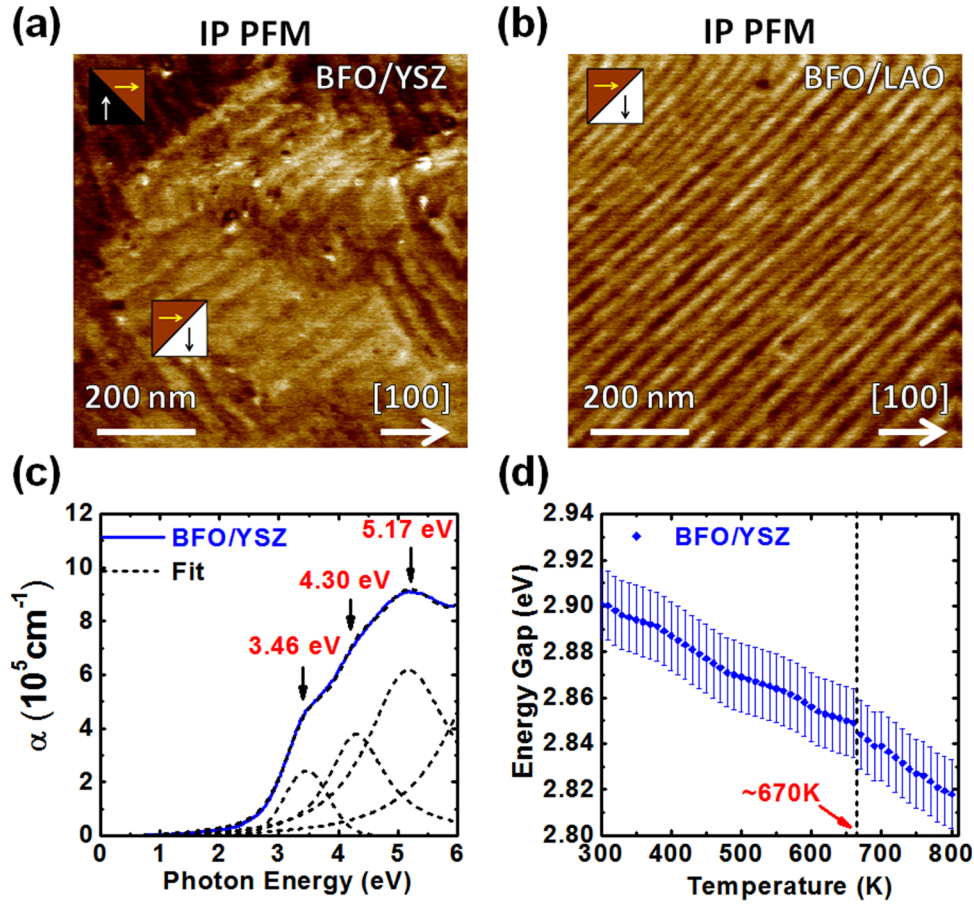 (a)
IP PFM
BFO/YSZ
200 nm
[100]
(b)
IP PFM
BFO/LAO
200 nm
[100]
(c)
12
10
8
6
4
2
0
α (10⁵cm⁻¹)
BFO/YSZ
Fit
5.17 eV
4.30 eV
3.46 eV
0 1 2 3 4 5 6
Photon Energy (eV)
(d)
2.94
2.92
2.90
2.88
2.86
2.84
2.82
2.80
Energy Gap (eV)
BFO/YSZ
~670K
300 400 500 600 700 800
Temperature (K)